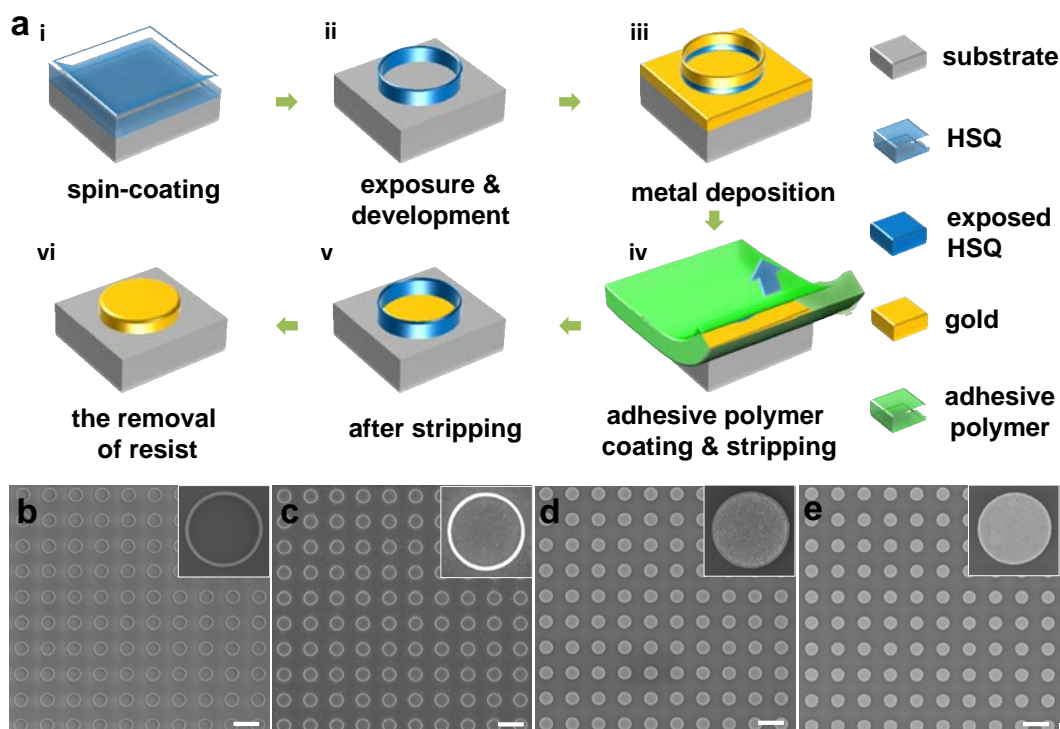 a
i
ii
iii
substrate
HSQ
spin-coating
exposure &
development
metal deposition
exposed
HSQ
vi
v
iv
gold
the removal
of resist
after stripping
adhesive polymer
coating & stripping
adhesive
polymer
b
c
d
e